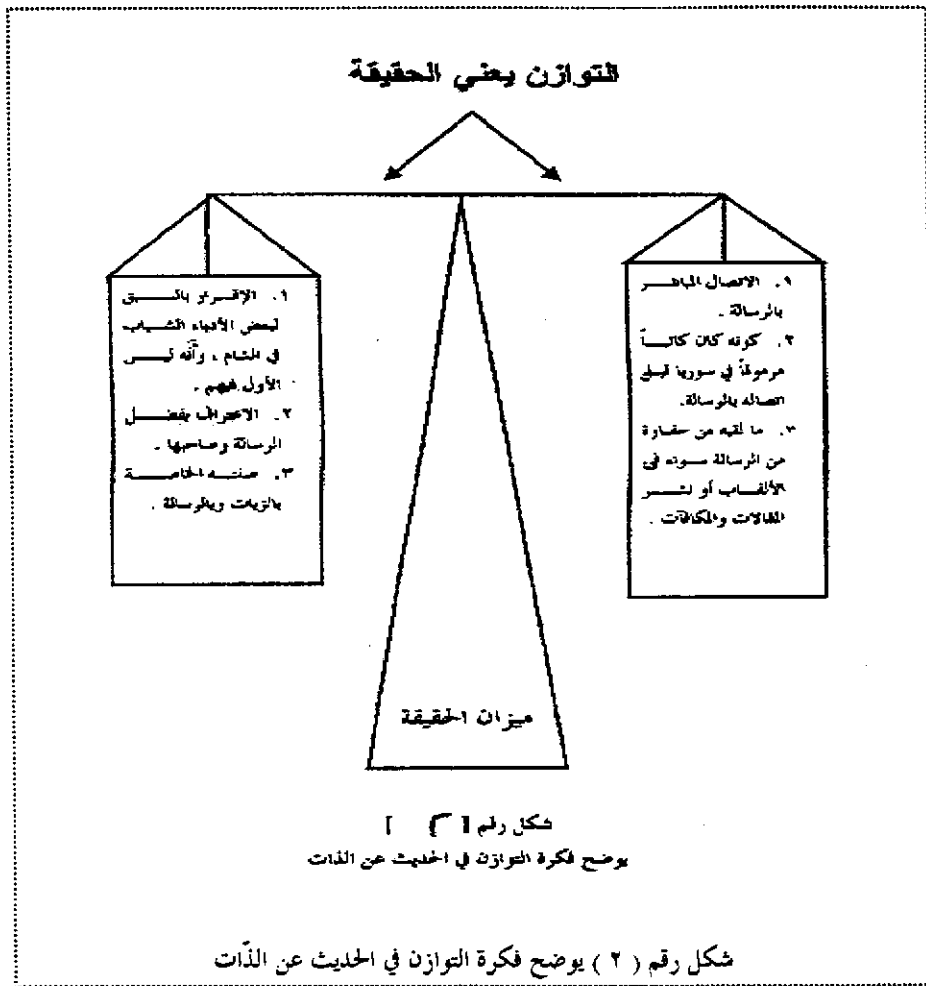 التوازن يعني الحقيقة
١. الاتصال المباشر
بالرسالة .
٢. كونه كان كاتباً
مرموقاً في سوريا قبل
اتصاله بالرسالة.
٣. ما لقيه من حفاوة
من الرسالة سواء في
الألقاب أو نشر
المقالات والمكافآت .
١. الإقرار بالسبق
لبعض الأدباء الشباب
في الشام ، وأنه ليس
الأول فيهم .
٢. الاعتراف بفضل
الرسالة وصاحبها .
٣. صلته الخاصة
بالزيات وبالرسالة .
ميزان الحقيقة
شكل رقم [ ٢ ]
يوضح فكرة التوازن في الحديث عن الذات
شكل رقم ( ٢ ) يوضح فكرة التوازن في الحديث عن الذّات